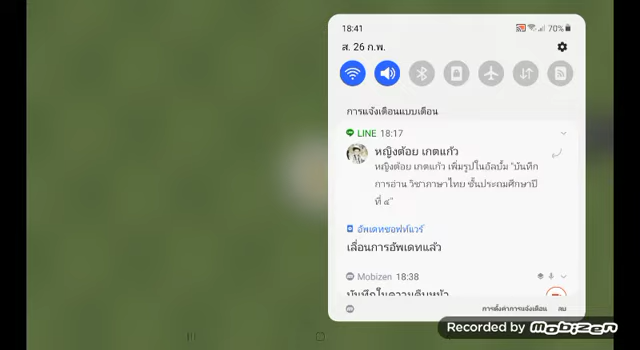 18:41
70%
ส. 26 ก.พ.
การแจ้งเตือนแบบเตือน
LINE 18:17
หญิงต้อย เกตแก้ว
หญิงต้อย เกตแก้ว เพิ่มรูปในอัลบั้ม "บันทึก
การอ่าน วิชาภาษาไทย ชั้นประถมศึกษาปี
ที่ ๔"
อัพเดทซอฟท์แวร์
เลื่อนการอัพเดทแล้ว
Mobizen 18:38
การตั้งค่าการแจ้งเตือน
Recorded by Mobizen